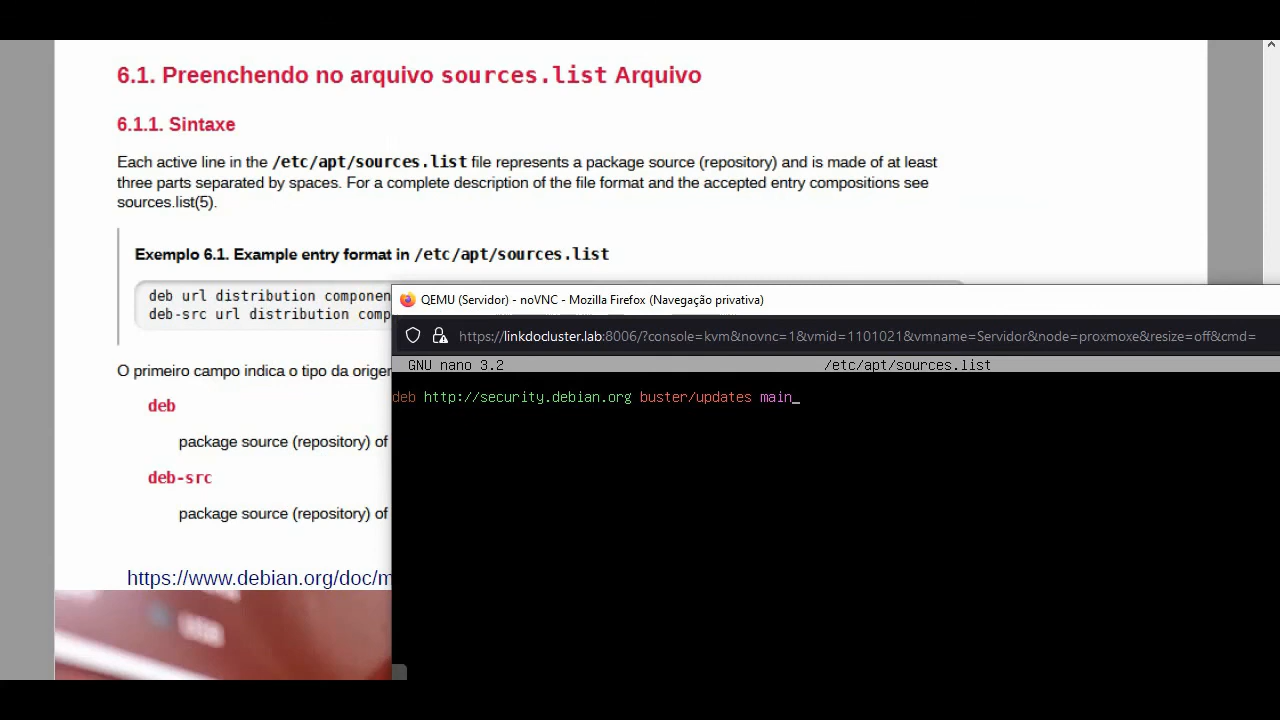 6.1. Preenchendo no arquivo sources.list Arquivo
6.1.1. Sintaxe
Each active line in the /etc/apt/sources.list file represents a package source (repository) and is made of at least
three parts separated by spaces. For a complete description of the file format and the accepted entry compositions see
sources.list(5).
Exemplo 6.1. Example entry format in /etc/apt/sources.list
deb url distribution componen
deb-src url distribution comp
O primeiro campo indica o tipo da orige
deb
package source (repository) of
deb-src
package source (repository) of
https://www.debian.org/doc/m
QEMU (Servidor) - noVNC - Mozilla Firefox (Navegação privativa)
https://linkdocluster.lab:8006/?console=kvm&novnc=1&vmid=1101021&vmname=Servidor&node=proxmoxe&resize=off&cmd=
GNU nano 3.2 /etc/apt/sources.list
deb http://security.debian.org buster/updates main_